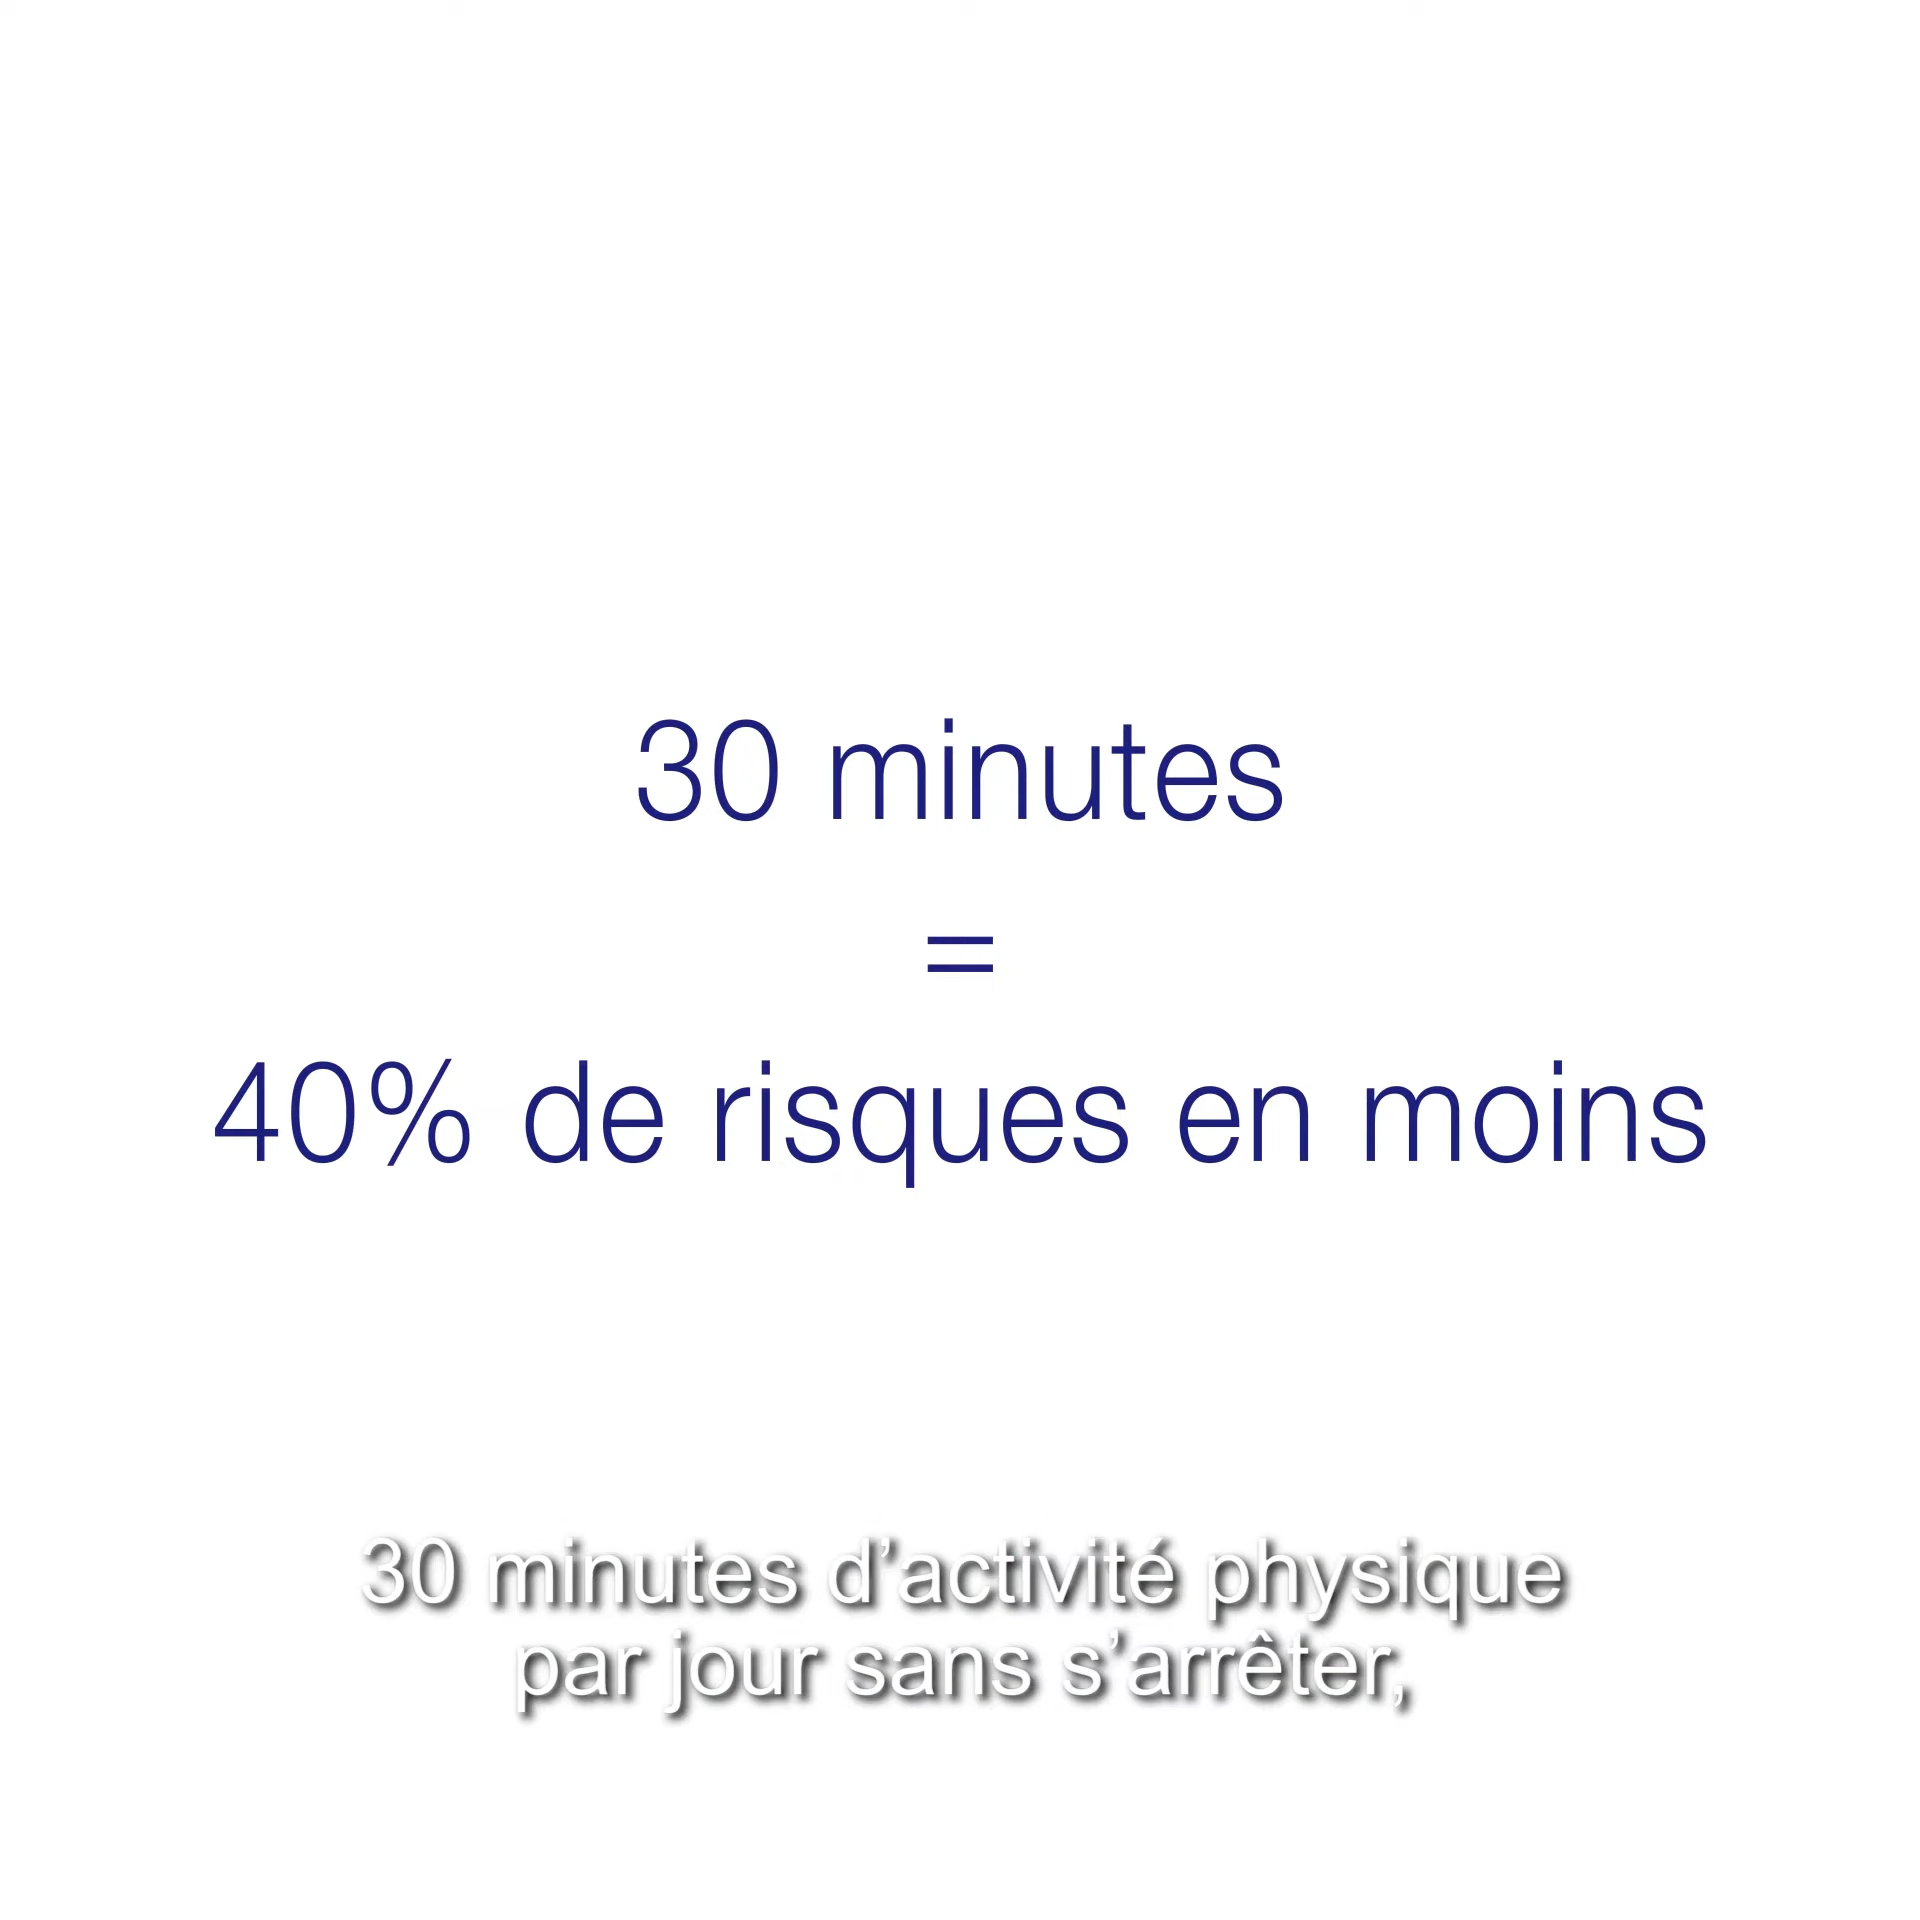 30 minutes
=
40% de risques en moins
30 minutes d’activité physique
par jour sans s’arrêter,